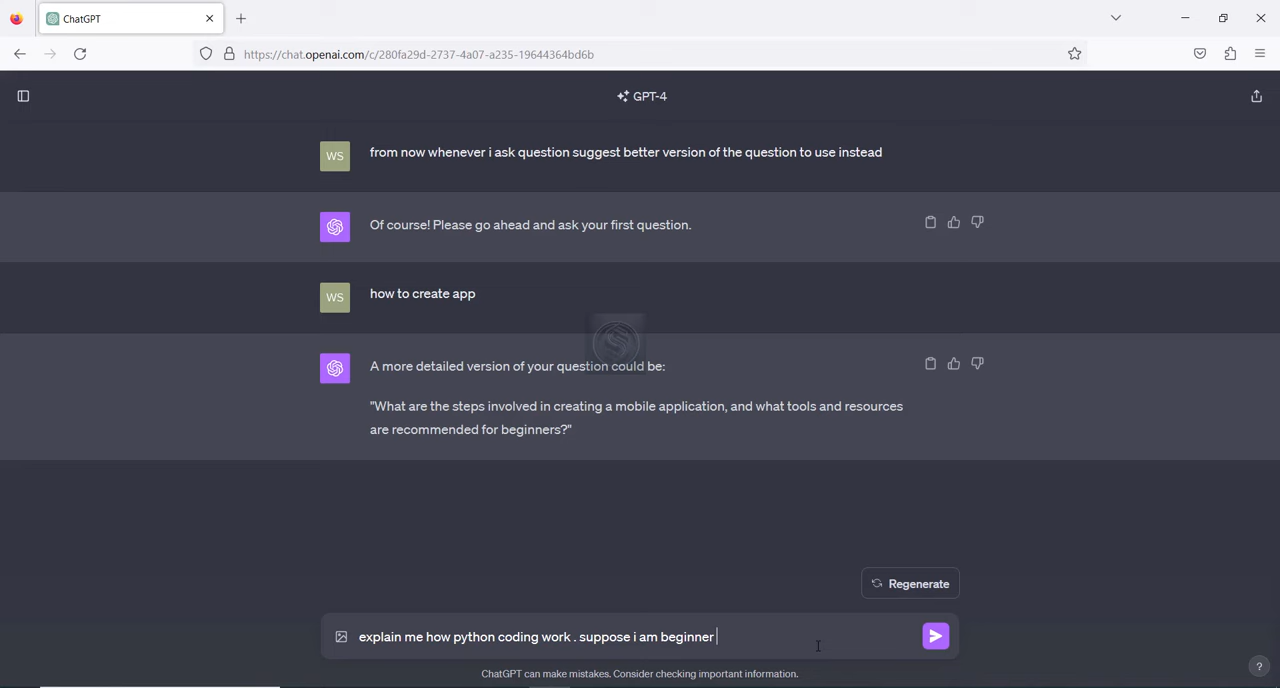 ChatGPT
https://chat.openai.com/c/280fa29d-2737-4a07-a235-19644364bd6b
GPT-4
WS
from now whenever i ask question suggest better version of the question to use instead
Of course! Please go ahead and ask your first question.
WS
how to create app
A more detailed version of your question could be:
"What are the steps involved in creating a mobile application, and what tools and resources
are recommended for beginners?"
Regenerate
explain me how python coding work . suppose i am beginner
ChatGPT can make mistakes. Consider checking important information.
?